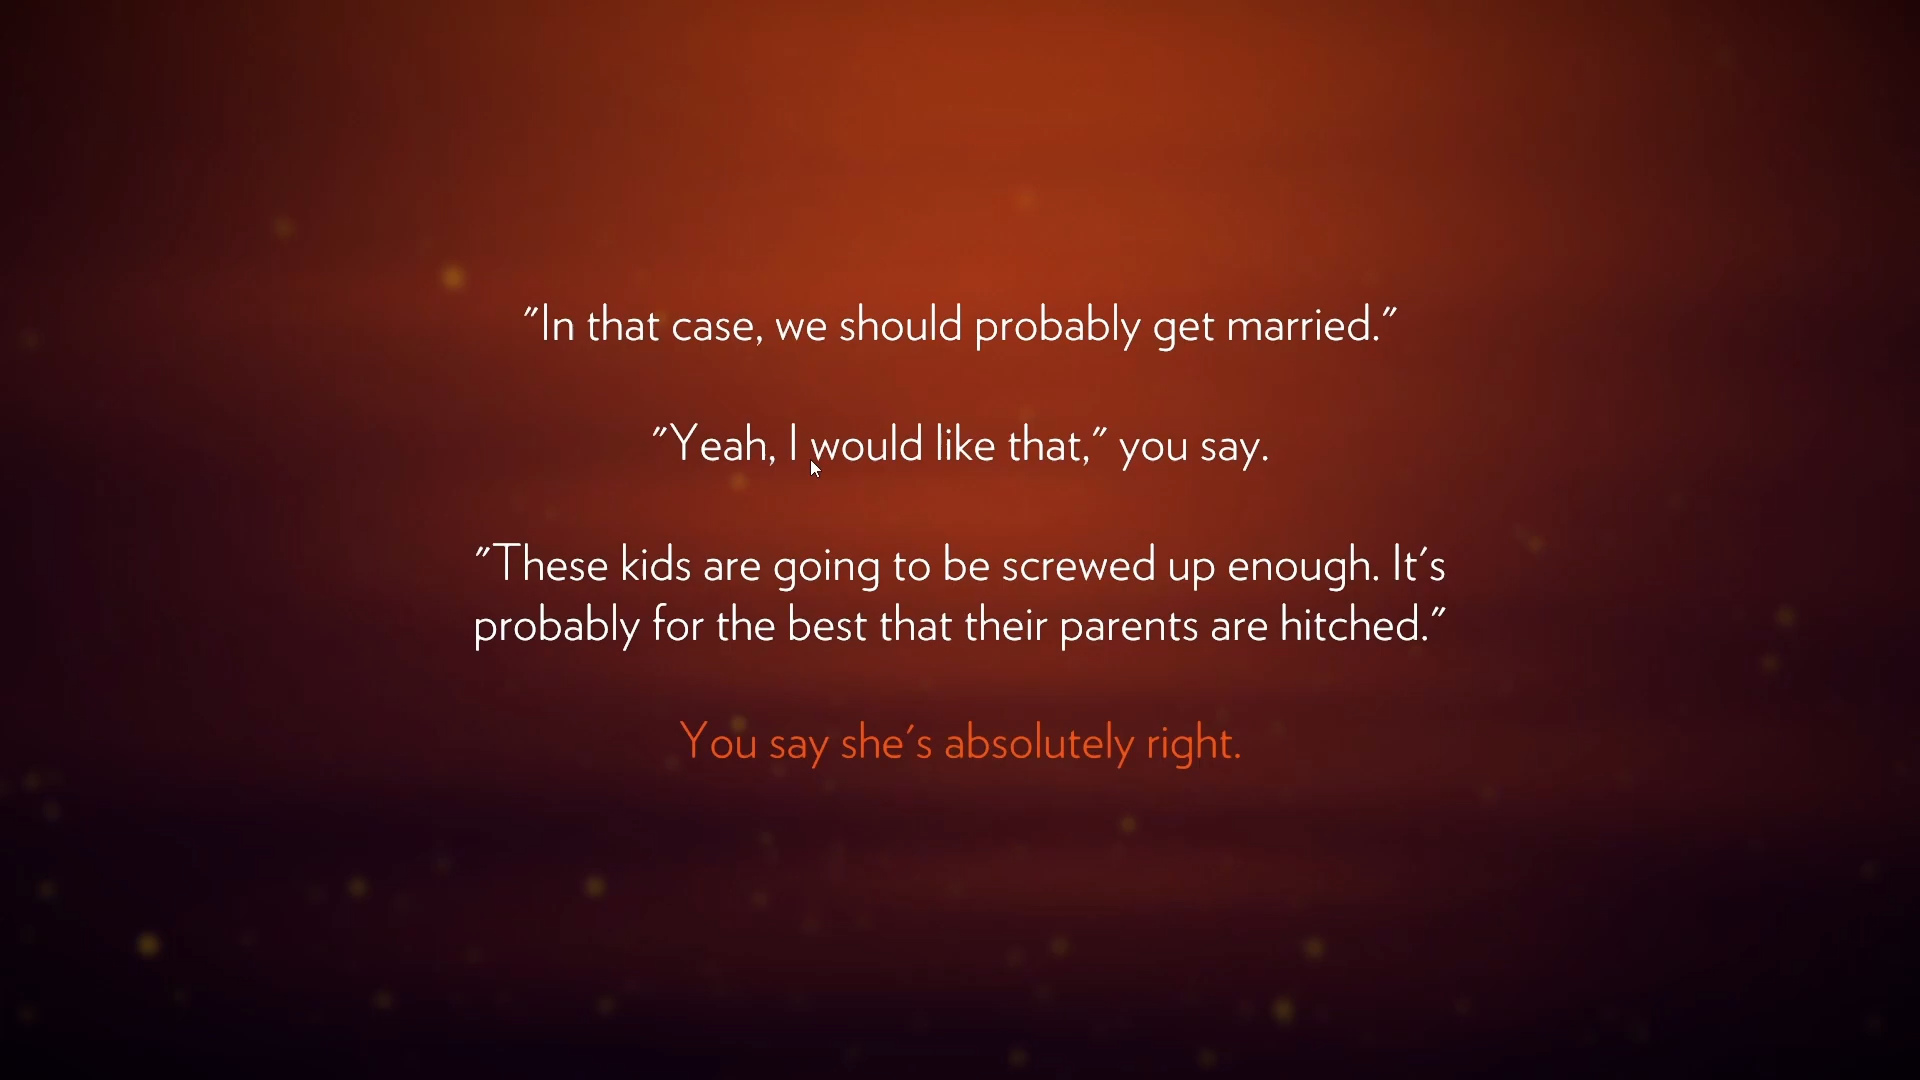 "In that case, we should probably get married."
"Yeah, I would like that," you say.
"These kids are going to be screwed up enough. It's
probably for the best that their parents are hitched."
You say she's absolutely right.